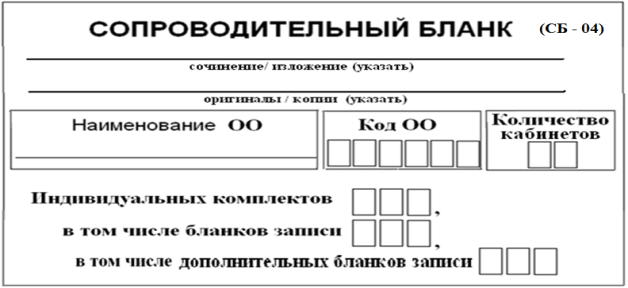 СОПРОВОДИТЕЛЬНЫЙ БЛАНК (СБ - 04)
сочинение/ изложение (указать)
оригиналы / копии (указать)
Наименование ОО
Код ОО
Количество
кабинетов
Индивидуальных комплектов ,
в том числе бланков записи ,
в том числе дополнительных бланков записи